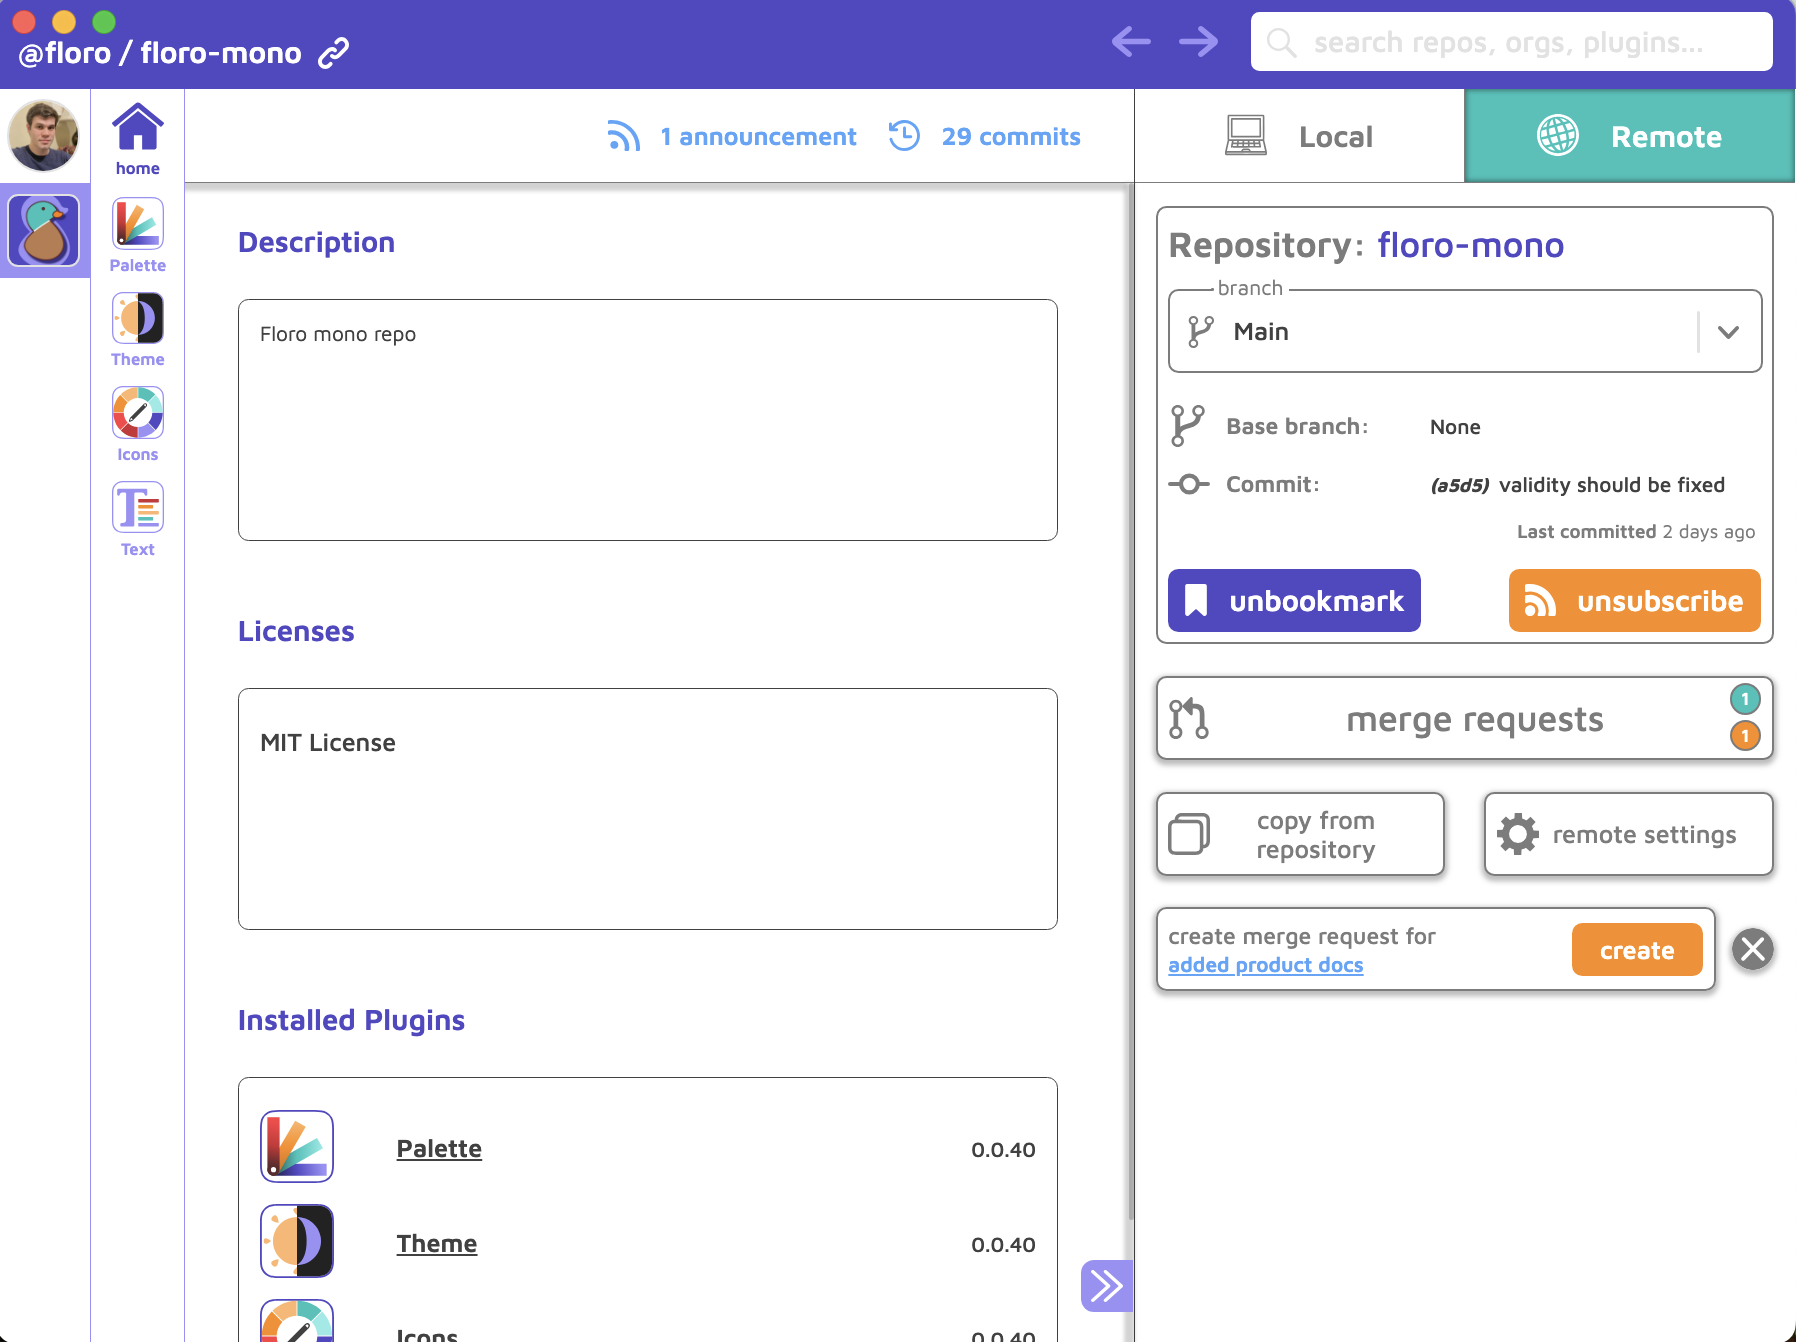 @floro / floro-mono
search repos, orgs, plugins...
home
Palette
Theme
Icons
Text
1 announcement
29 commits
Local
Remote
Description
Floro mono repo
Licenses
MIT License
Installed Plugins
Palette 0.0.40
Theme 0.0.40
Icons 0.0.40
Repository: floro-mono
branch
Main
Base branch: None
Commit: (a5d5) validity should be fixed
Last committed 2 days ago
unbookmark
unsubscribe
merge requests
1
1
copy from
repository
remote settings
create merge request for
added product docs
create